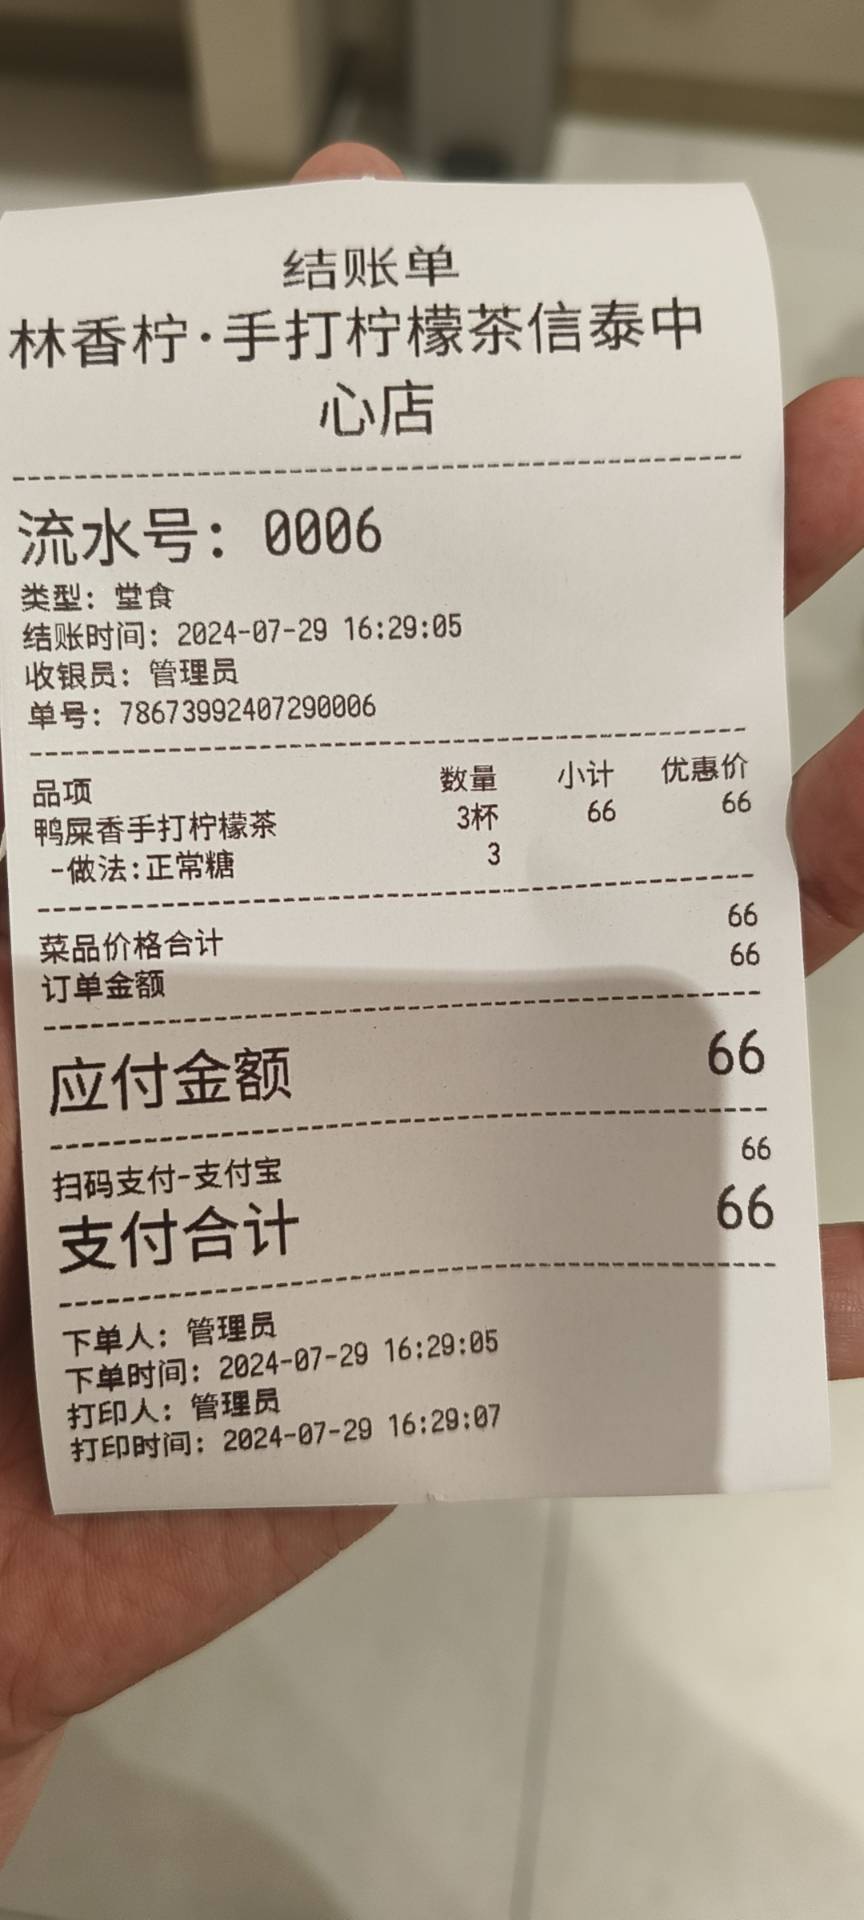 结账单
林香柠·手打柠檬茶信泰中
心店
流水号：0006
类型：堂食
结账时间：2024-07-29 16:29:05
收银员：管理员
单号：78673992407290006
品项 数量 小计 优惠价
鸭屎香手打柠檬茶 3杯 66 66
-做法:正常糖 3
菜品价格合计 66
订单金额 66
应付金额 66
扫码支付-支付宝 66
支付合计 66
下单人：管理员
下单时间：2024-07-29 16:29:05
打印人：管理员
打印时间：2024-07-29 16:29:07